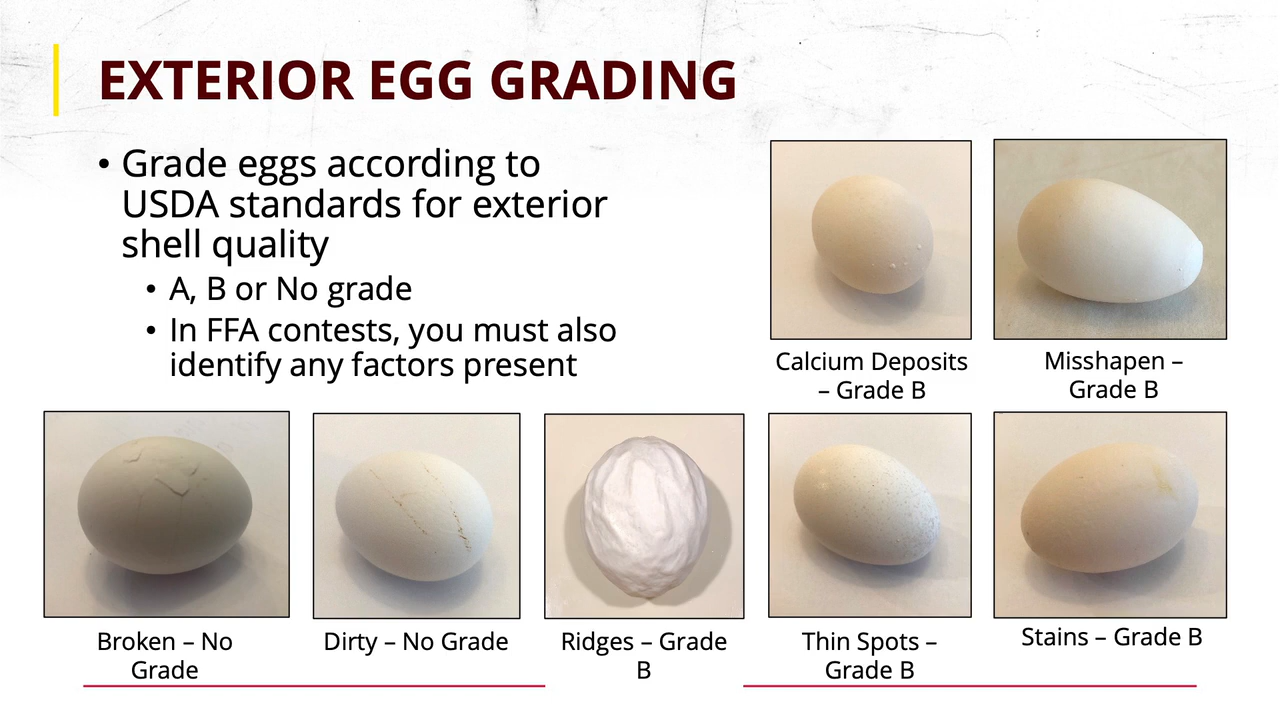 EXTERIOR EGG GRADING
• Grade eggs according to
USDA standards for exterior
shell quality
• A, B or No grade
• In FFA contests, you must also
identify any factors present
Calcium Deposits
– Grade B
Misshapen –
Grade B
Broken – No
Grade
Dirty – No Grade
Ridges – Grade
B
Thin Spots –
Grade B
Stains – Grade B